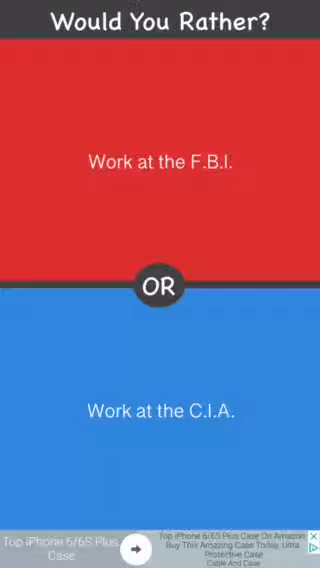 Would You Rather?
Work at the F.B.I.
OR
Work at the C.I.A.
Top iPhone 6/6S Plus
Case
Top iPhone 6/6S Plus Case On Amazon
Buy This Amazing Case Today. Ultra
Protective Case
Cable And Case